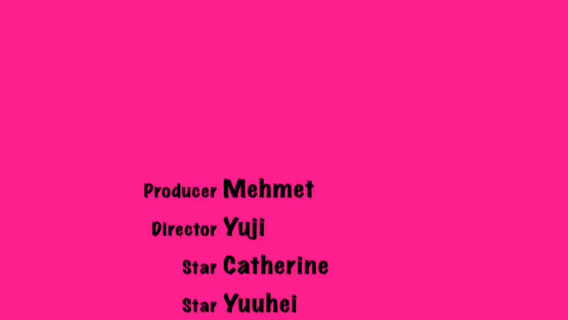 Producer Mehmet
Director Yuji
Star Catherine
Star Yuuhei